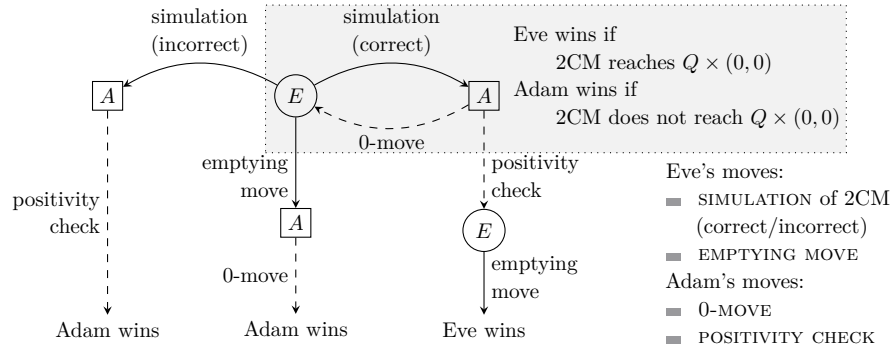 simulation
(incorrect)
simulation
(correct)
Eve wins if
2CM reaches Q × (0, 0)
Adam wins if
2CM does not reach Q × (0, 0)
A
E
A
0-move
positivity
check
emptying
move
positivity
check
A
E
0-move
emptying
move
Adam wins
Adam wins
Eve wins
Eve's moves:
SIMULATION of 2CM
(correct/incorrect)
EMPTYING MOVE
Adam's moves:
0-MOVE
POSITIVITY CHECK